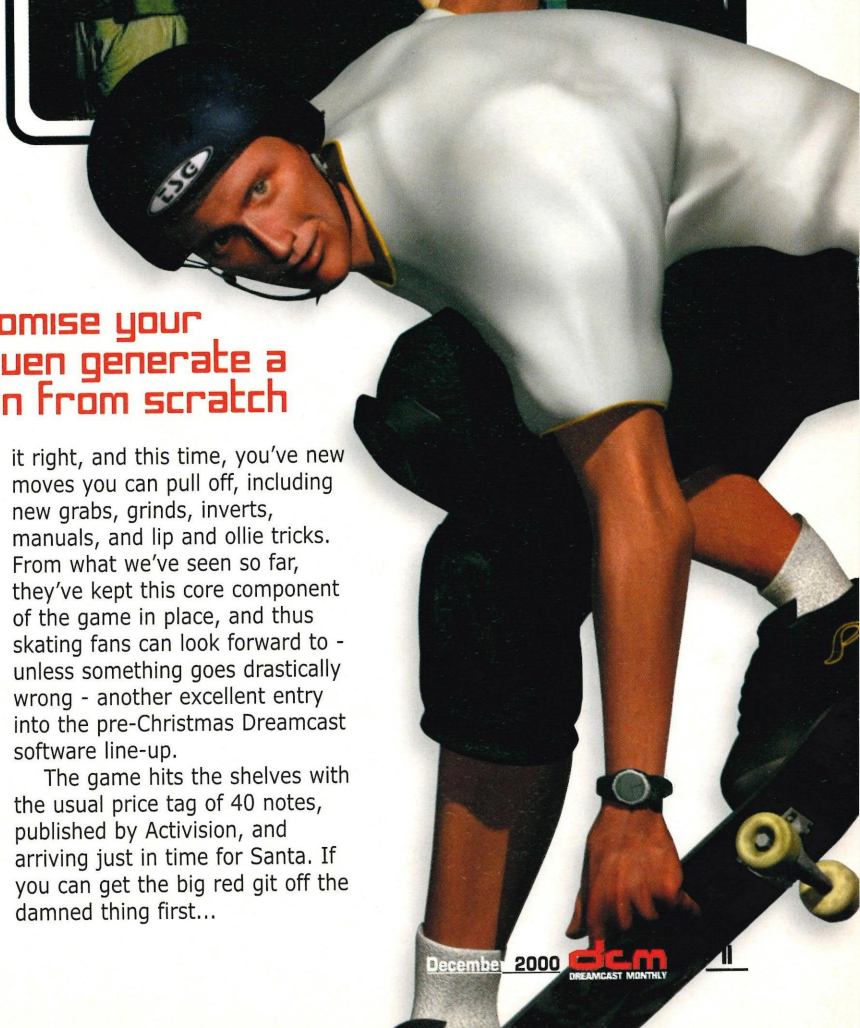 ESG
omise your
ven generate a
n from scratch
it right, and this time, you've new
moves you can pull off, including
new grabs, grinds, inverts,
manuals, and lip and ollie tricks.
From what we've seen so far,
they've kept this core component
of the game in place, and thus
skating fans can look forward to -
unless something goes drastically
wrong - another excellent entry
into the pre-Christmas Dreamcast
software line-up.
The game hits the shelves with
the usual price tag of 40 notes,
published by Activision, and
arriving just in time for Santa. If
you can get the big red git off the
damned thing first...
December 2000 dcm
DREAMCAST MONTHLY